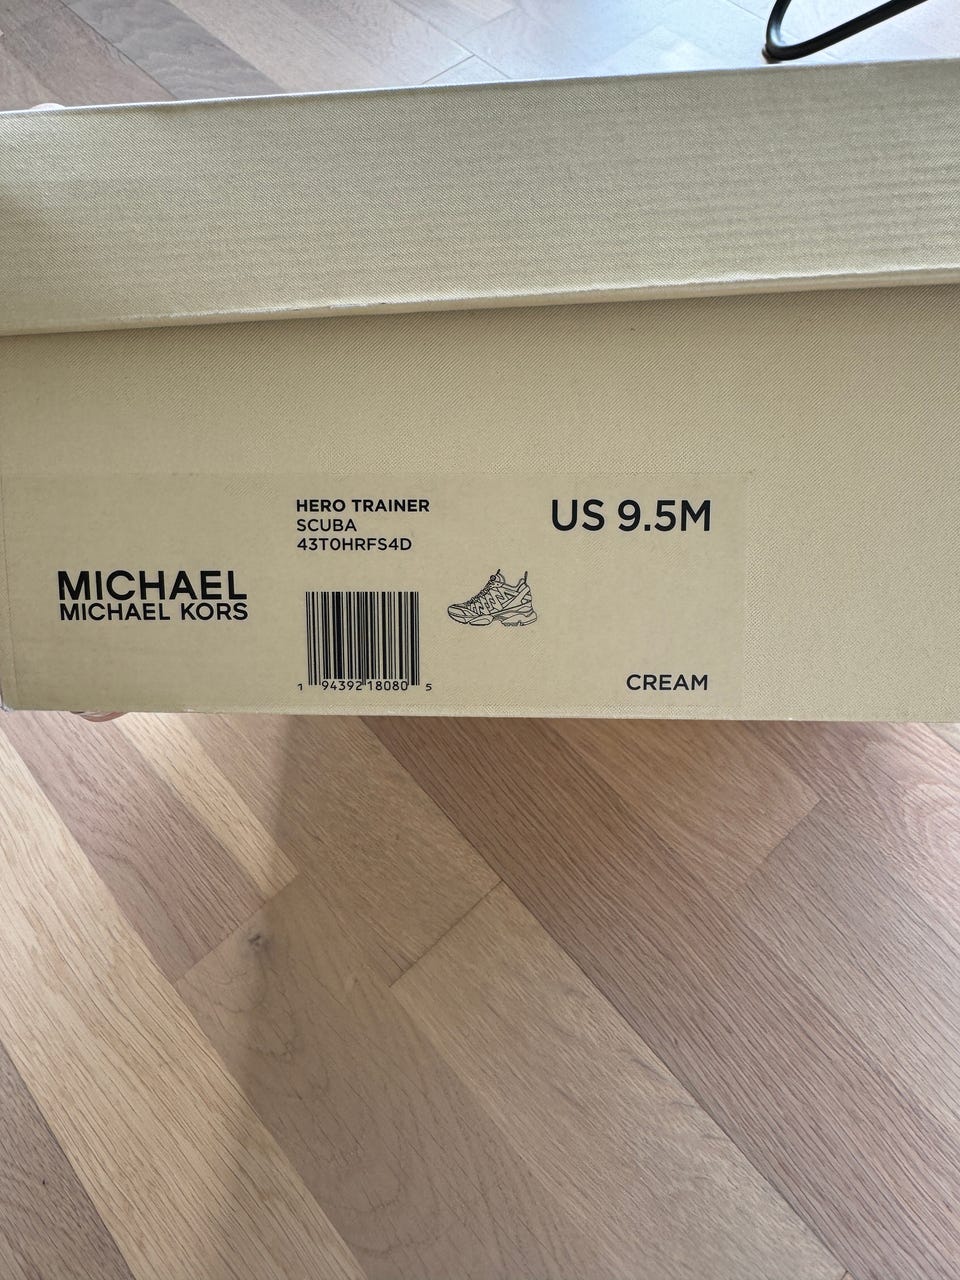 HERO TRAINER
SCUBA
43T0HRFS4D
US 9.5M
MICHAEL
MICHAEL KORS
1 94392 18080 5
CREAM